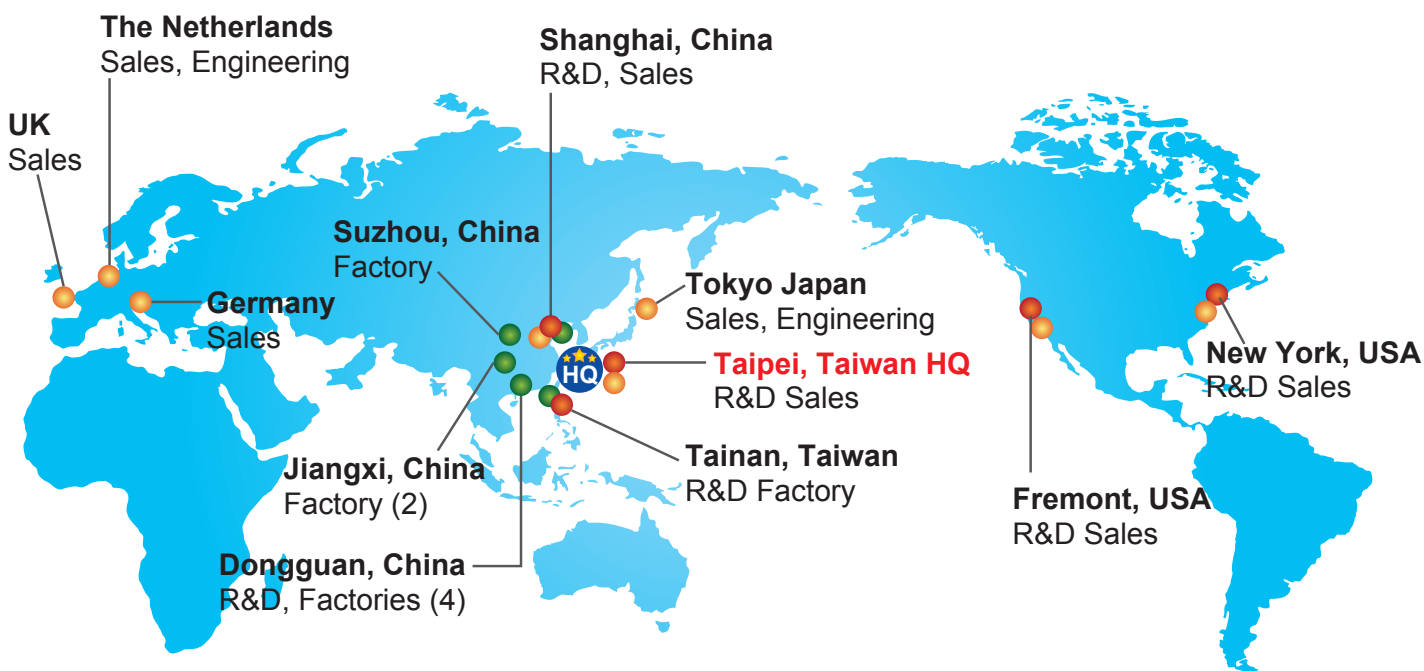 The Netherlands
Sales, Engineering
Shanghai, China
R&D, Sales
UK
Sales
Suzhou, China
Factory
Germany
Sales
Tokyo Japan
Sales, Engineering
HQ
Taipei, Taiwan HQ
R&D Sales
New York, USA
R&D Sales
Jiangxi, China
Factory (2)
Tainan, Taiwan
R&D Factory
Fremont, USA
R&D Sales
Dongguan, China
R&D, Factories (4)